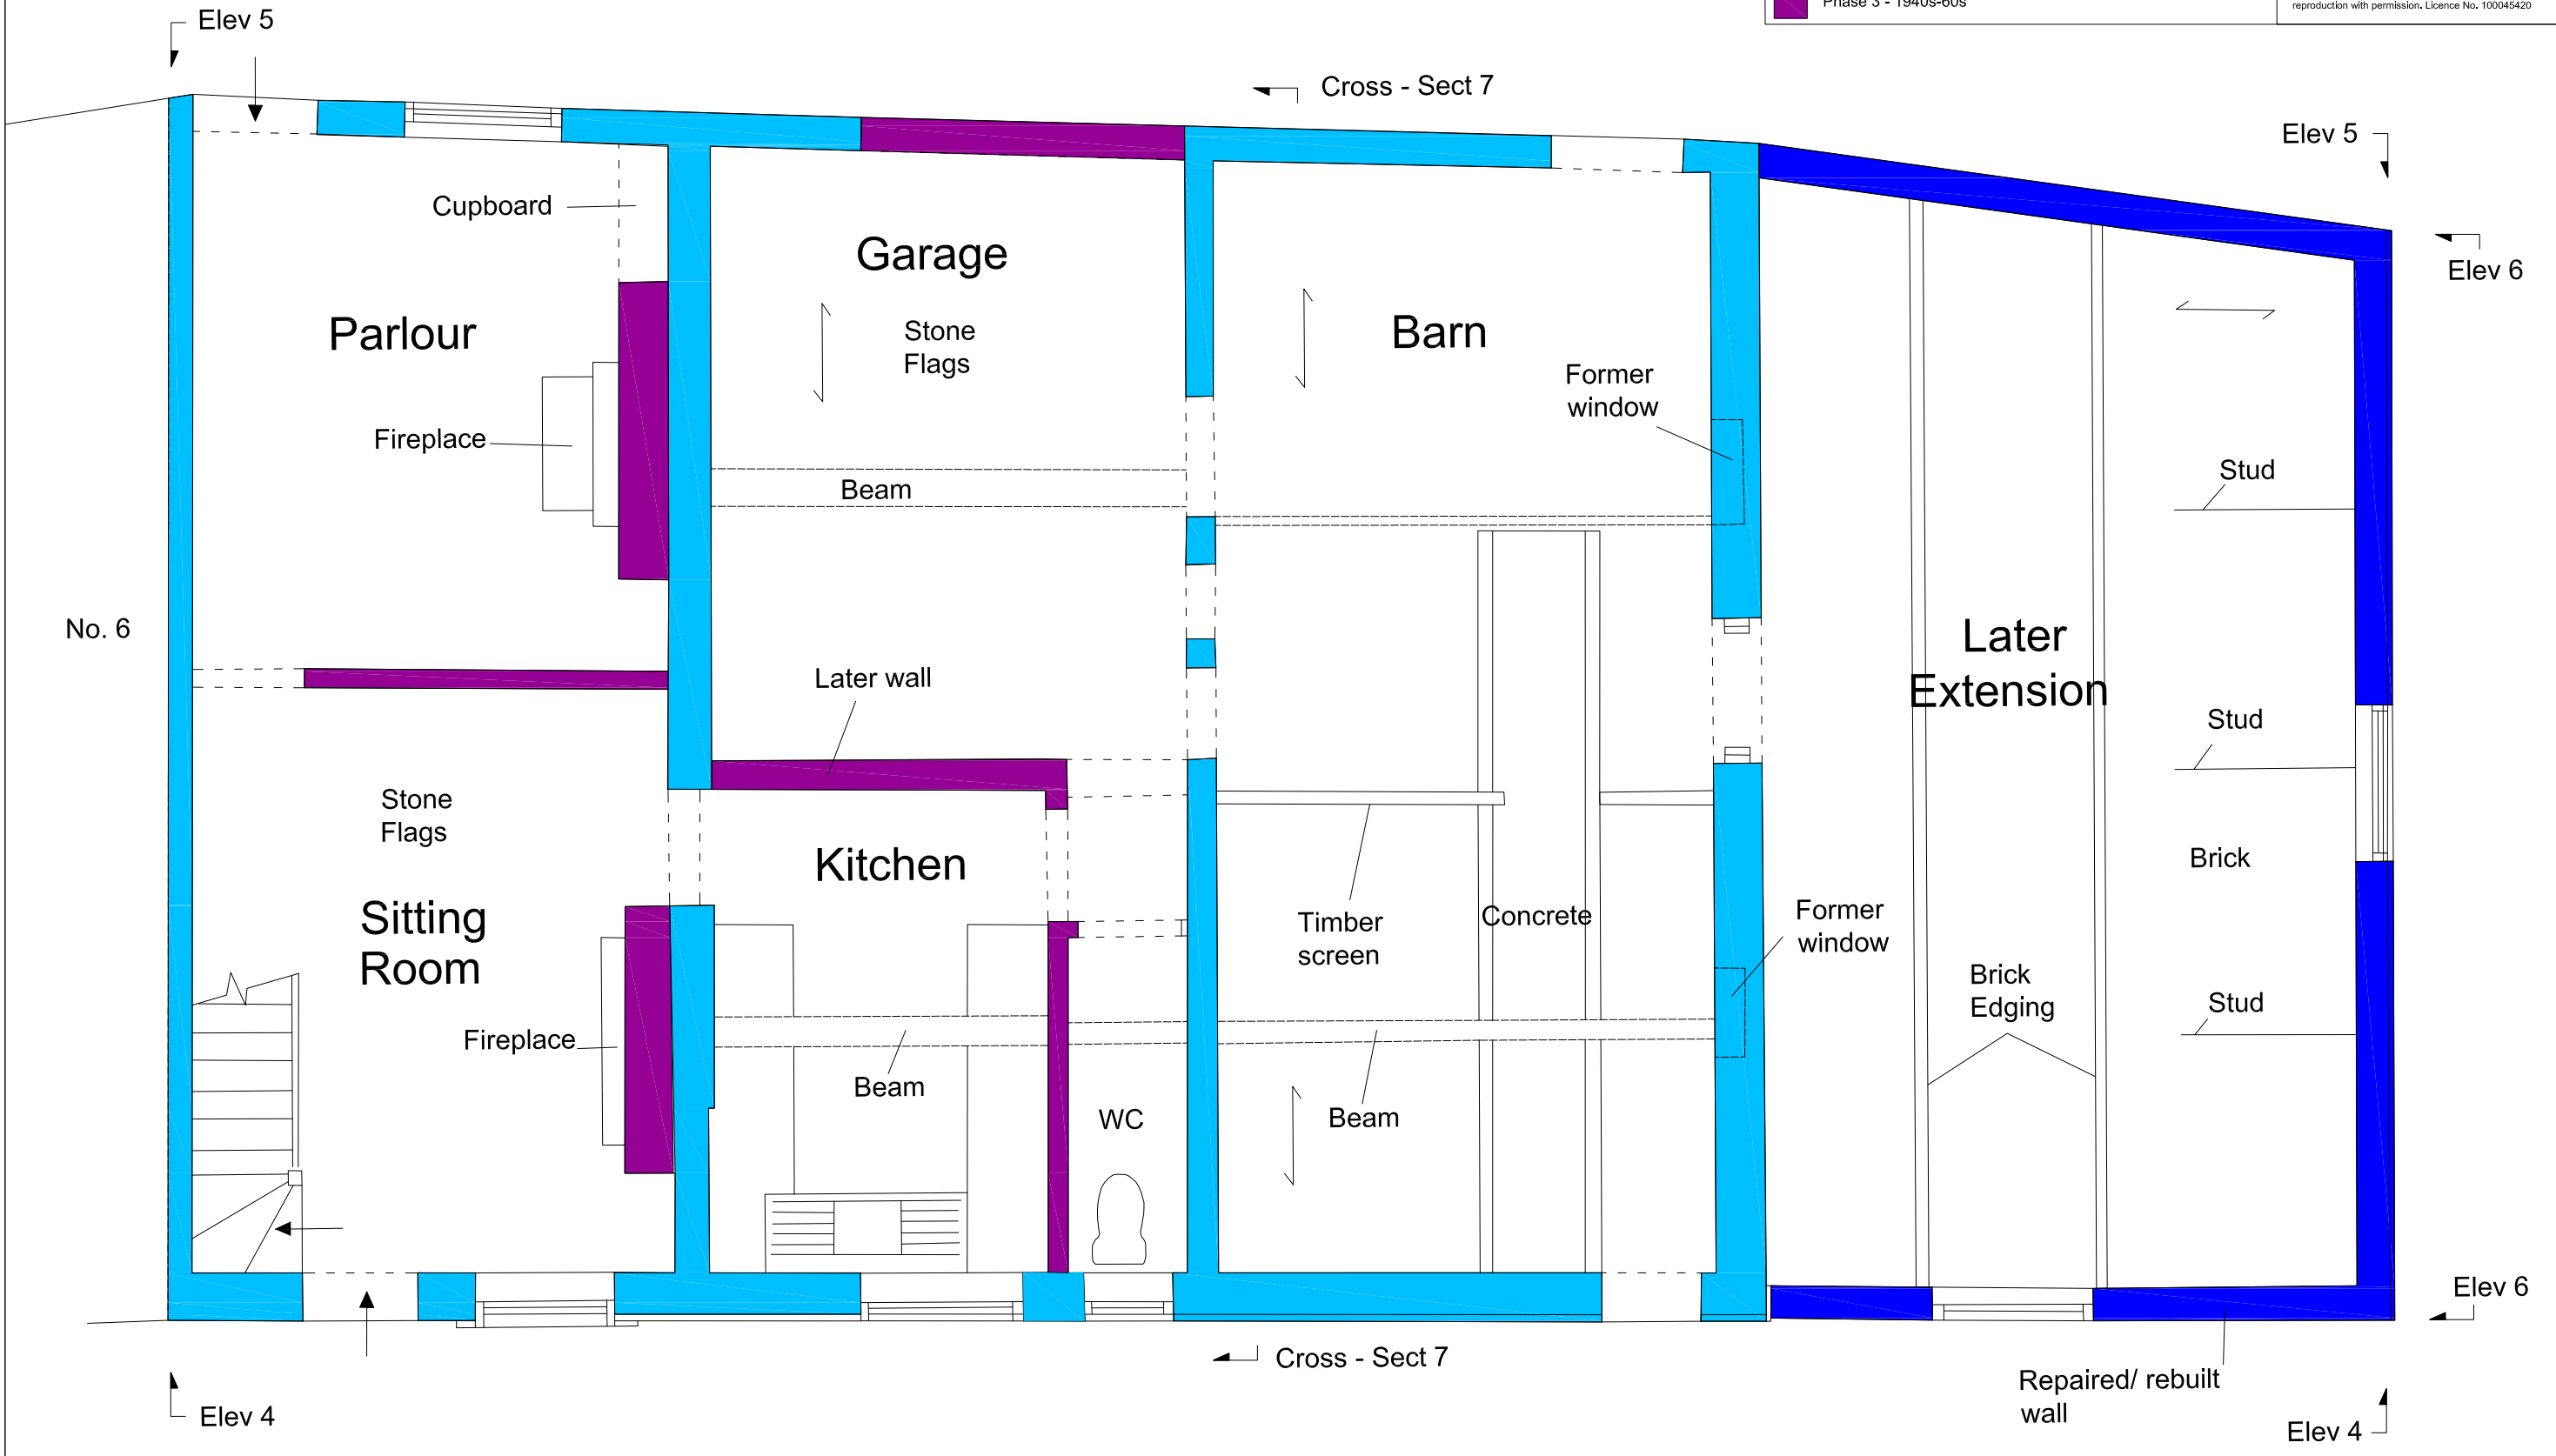 Phase 3 - 1940s-60s
reproduction with permission. Licence No. 100045420
Elev 5
Cross - Sect 7
Elev 5
Elev 6
Cupboard
Garage
Parlour
Stone
Flags
Barn
Former
window
Fireplace
Beam
Stud
No. 6
Later
Extension
Later wall
Stud
Stone
Flags
Kitchen
Brick
Sitting
Room
Timber
screen
Concrete
Former
window
Brick
Edging
Stud
Fireplace
Beam
WC
Beam
Elev 6
Cross - Sect 7
Repaired/ rebuilt
wall
Elev 4
Elev 4